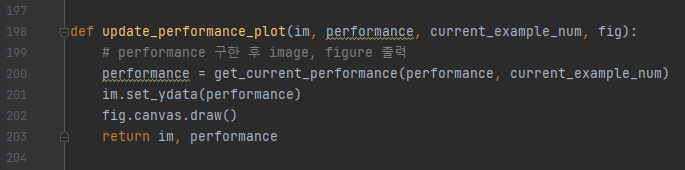 197
198 def update_performance_plot(im, performance, current_example_num, fig):
199 # performance 구한 후 image, figure 출력
200 performance = get_current_performance(performance, current_example_num)
201 im.set_ydata(performance)
202 fig.canvas.draw()
203 return im, performance
204